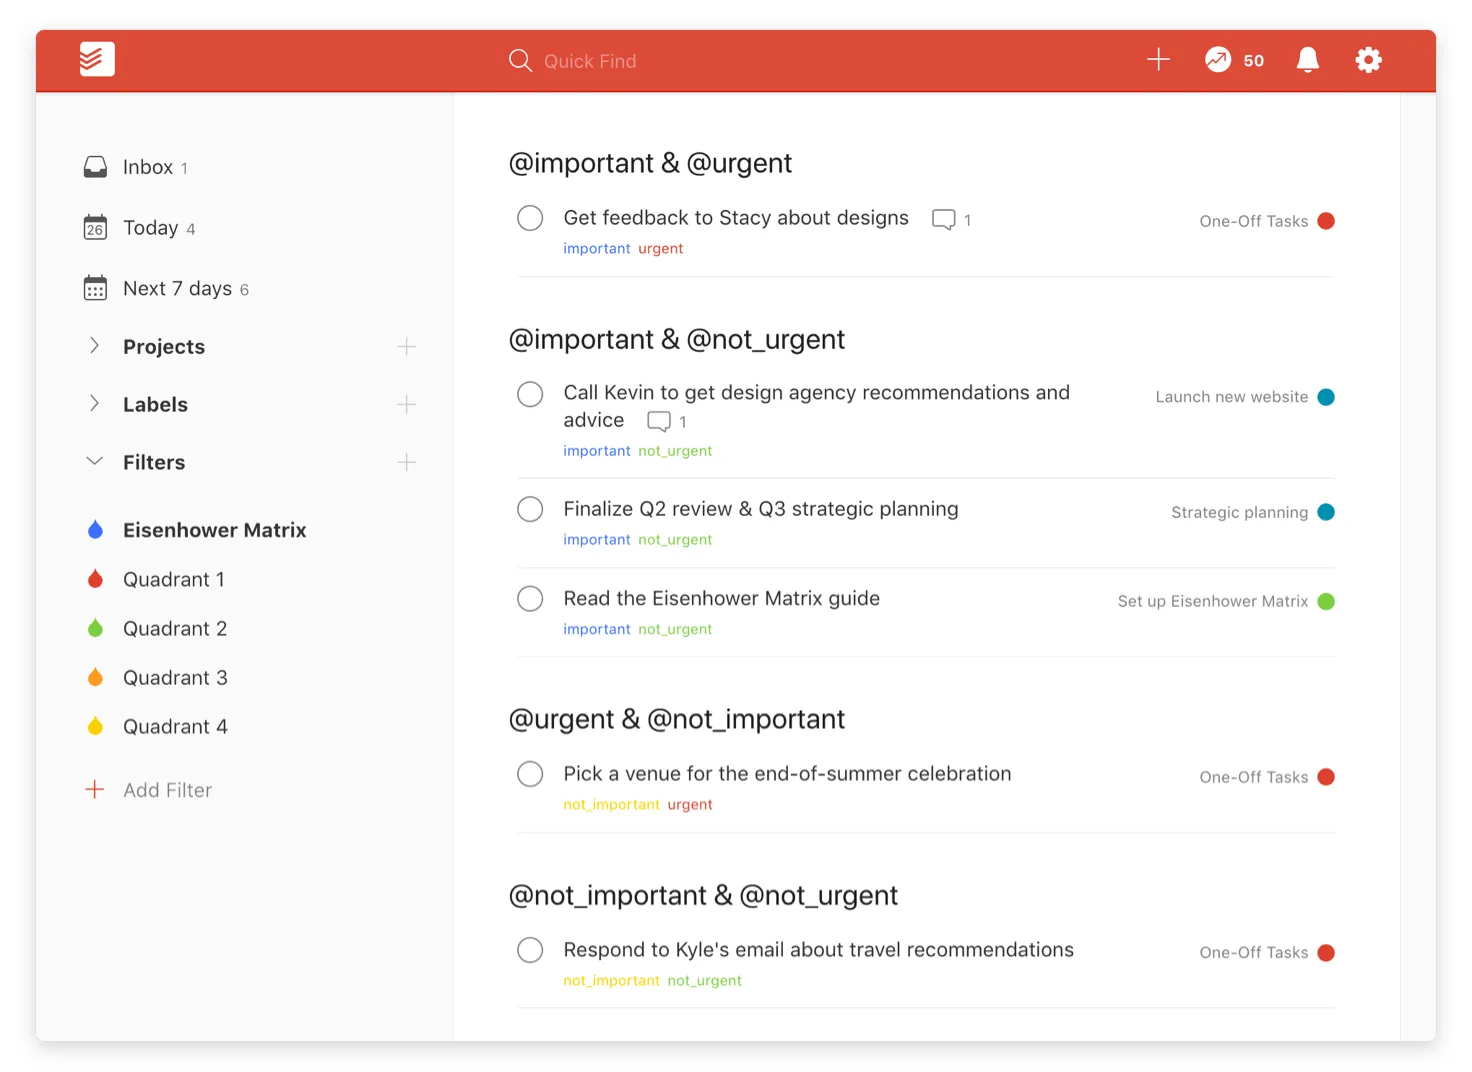 Quick Find
50
Inbox 1
26
Today 4
Next 7 days 6
Projects
Labels
Filters
Eisenhower Matrix
Quadrant 1
Quadrant 2
Quadrant 3
Quadrant 4
Add Filter
@important & @urgent
Get feedback to Stacy about designs 1
One-Off Tasks
important urgent
@important & @not_urgent
Call Kevin to get design agency recommendations and
advice 1
Launch new website
important not_urgent
Finalize Q2 review & Q3 strategic planning
Strategic planning
important not_urgent
Read the Eisenhower Matrix guide
Set up Eisenhower Matrix
important not_urgent
@urgent & @not_important
Pick a venue for the end-of-summer celebration
One-Off Tasks
not_important urgent
@not_important & @not_urgent
Respond to Kyle's email about travel recommendations
One-Off Tasks
not_important not_urgent